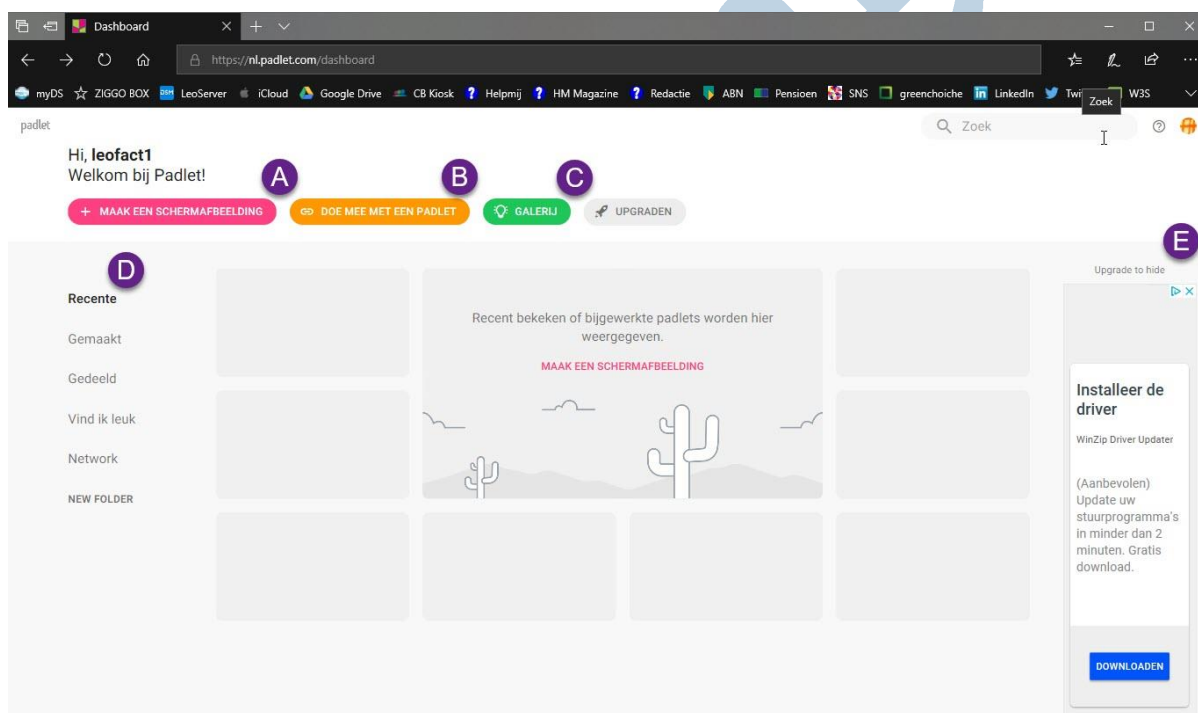 Dashboard
https://nl.padlet.com/dashboard
myDS ZIGGO BOX LeoServer iCloud Google Drive CB Kiosk Helpmij HM Magazine Redactie ABN Pensioen SNS greenchoiche LinkedIn W3S
Zoek
padlet
Zoek
Hi, leofact1
Welkom bij Padlet!
A B C
+ MAAK EEN SCHERMAFBEELDING DOE MEE MET EEN PADLET GALERIJ UPGRADEN
E
D
Upgrade to hide
Recente
Gemaakt
Gedeeld
Vind ik leuk
Network
NEW FOLDER
Recent bekeken of bijgewerkte padlets worden hier
weergegeven.
MAAK EEN SCHERMAFBEELDING
Installeer de
driver
WinZip Driver Updater
(Aanbevolen)
Update uw
stuurprogramma's
in minder dan 2
minuten. Gratis
download.
DOWNLOADEN